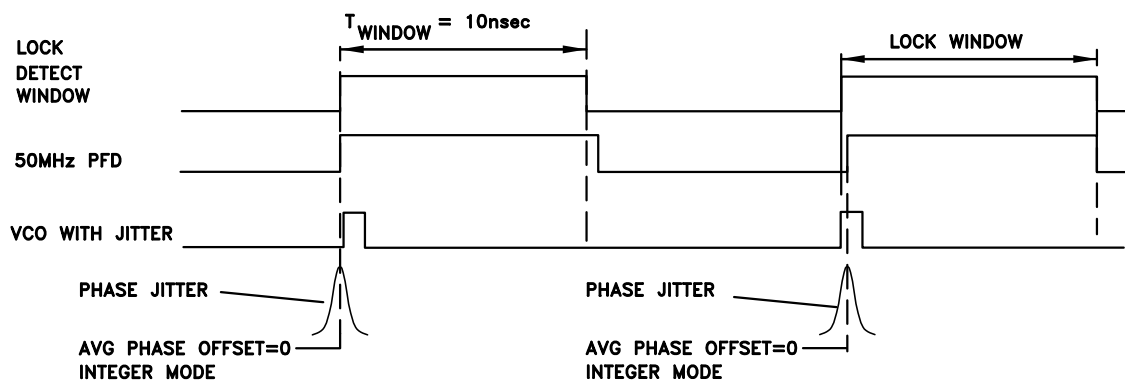 T WINDOW = 10nsec
LOCK
DETECT
WINDOW
LOCK WINDOW
50MHz PFD
VCO WITH JITTER
PHASE JITTER
PHASE JITTER
AVG PHASE OFFSET=0
INTEGER MODE
AVG PHASE OFFSET=0
INTEGER MODE